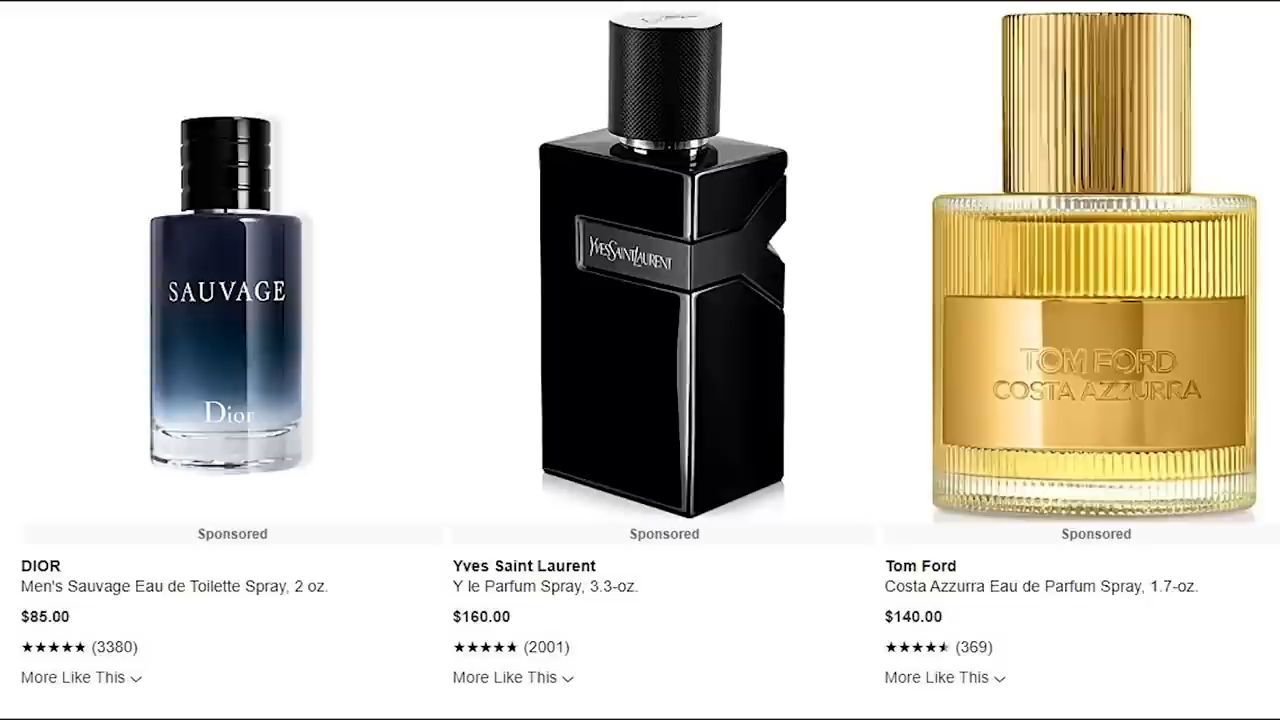 SAUVAGE
Dior
YVESSAINTLAURENT
TOM FORD
COSTA AZZURRA
Sponsored
Sponsored
Sponsored
DIOR
Men's Sauvage Eau de Toilette Spray, 2 oz.
$85.00
★★★★★ (3380)
More Like This
Yves Saint Laurent
Y le Parfum Spray, 3.3-oz.
$160.00
★★★★★ (2001)
More Like This
Tom Ford
Costa Azzurra Eau de Parfum Spray, 1.7-oz.
$140.00
★★★★★ (369)
More Like This